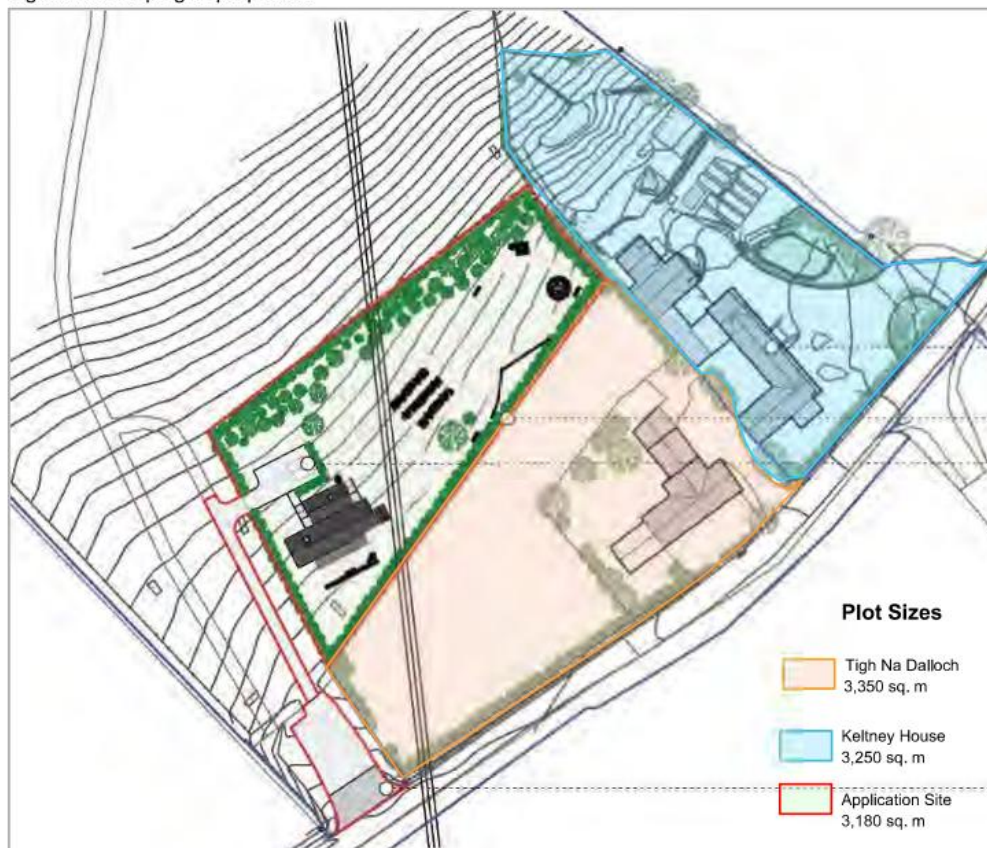 Plot Sizes
Tigh Na Dalloch
3,350 sq. m
Keltney House
3,250 sq. m
Application Site
3,180 sq. m